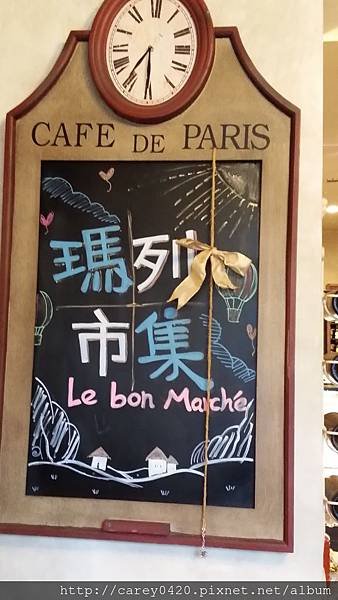 CAFE DE PARIS
瑪列
市集
Le bon Marché
http://carey0420.pixnet.net/album